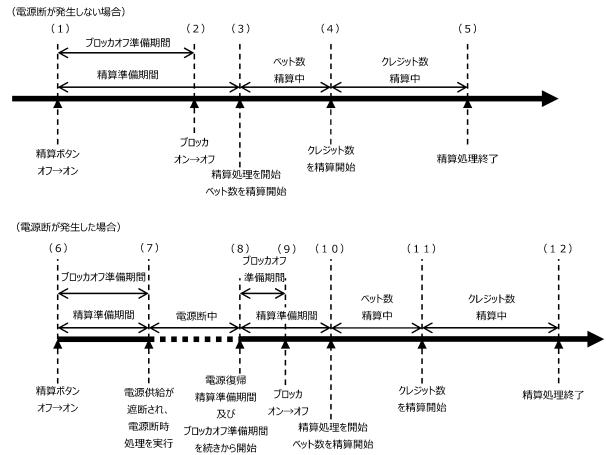 （電源断が発生しない場合）
（１） （２） （３） （４） （５）
ブロッカオフ準備期間
精算準備期間
ベット数
精算中
クレジット数
精算中
精算ボタン
オフ→オン
ブロッカ
オン→オフ
精算処理を開始
ベット数を精算開始
クレジット数
を精算開始
精算処理終了
（電源断が発生した場合）
（６） （７） （８） （９） （１０） （１１） （１２）
ブロッカオフ準備期間
ブロッカオフ
準備期間
精算準備期間
電源断中
精算準備期間
ベット数
精算中
クレジット数
精算中
精算ボタン
オフ→オン
電源供給が
遮断され、
電源断時
処理を実行
電源復帰
精算準備期間
及び
ブロッカオフ準備期間
を続きから開始
ブロッカ
オン→オフ
精算処理を開始
ベット数を精算開始
クレジット数
を精算開始
精算処理終了